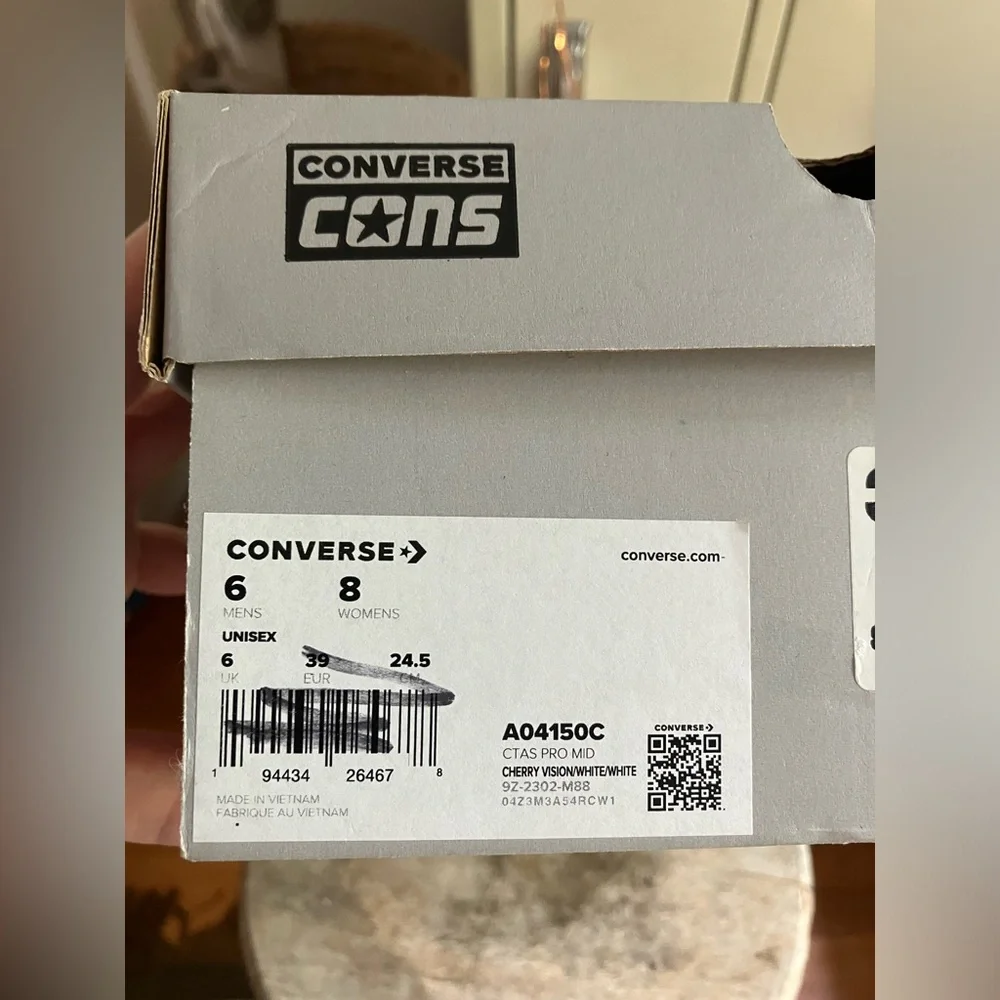 CONVERSE
CONS
CONVERSE
converse.com
6 8
MENS WOMENS
UNISEX
6 39 24.5
UK EUR CM
1 94434 26467 8
MADE IN VIETNAM
FABRIQUE AU VIETNAM
A04150C
CTAS PRO MID
CHERRY VISION/WHITE/WHITE
9Z-2302-M88
04Z3M3A54RCW1
CONVERSE